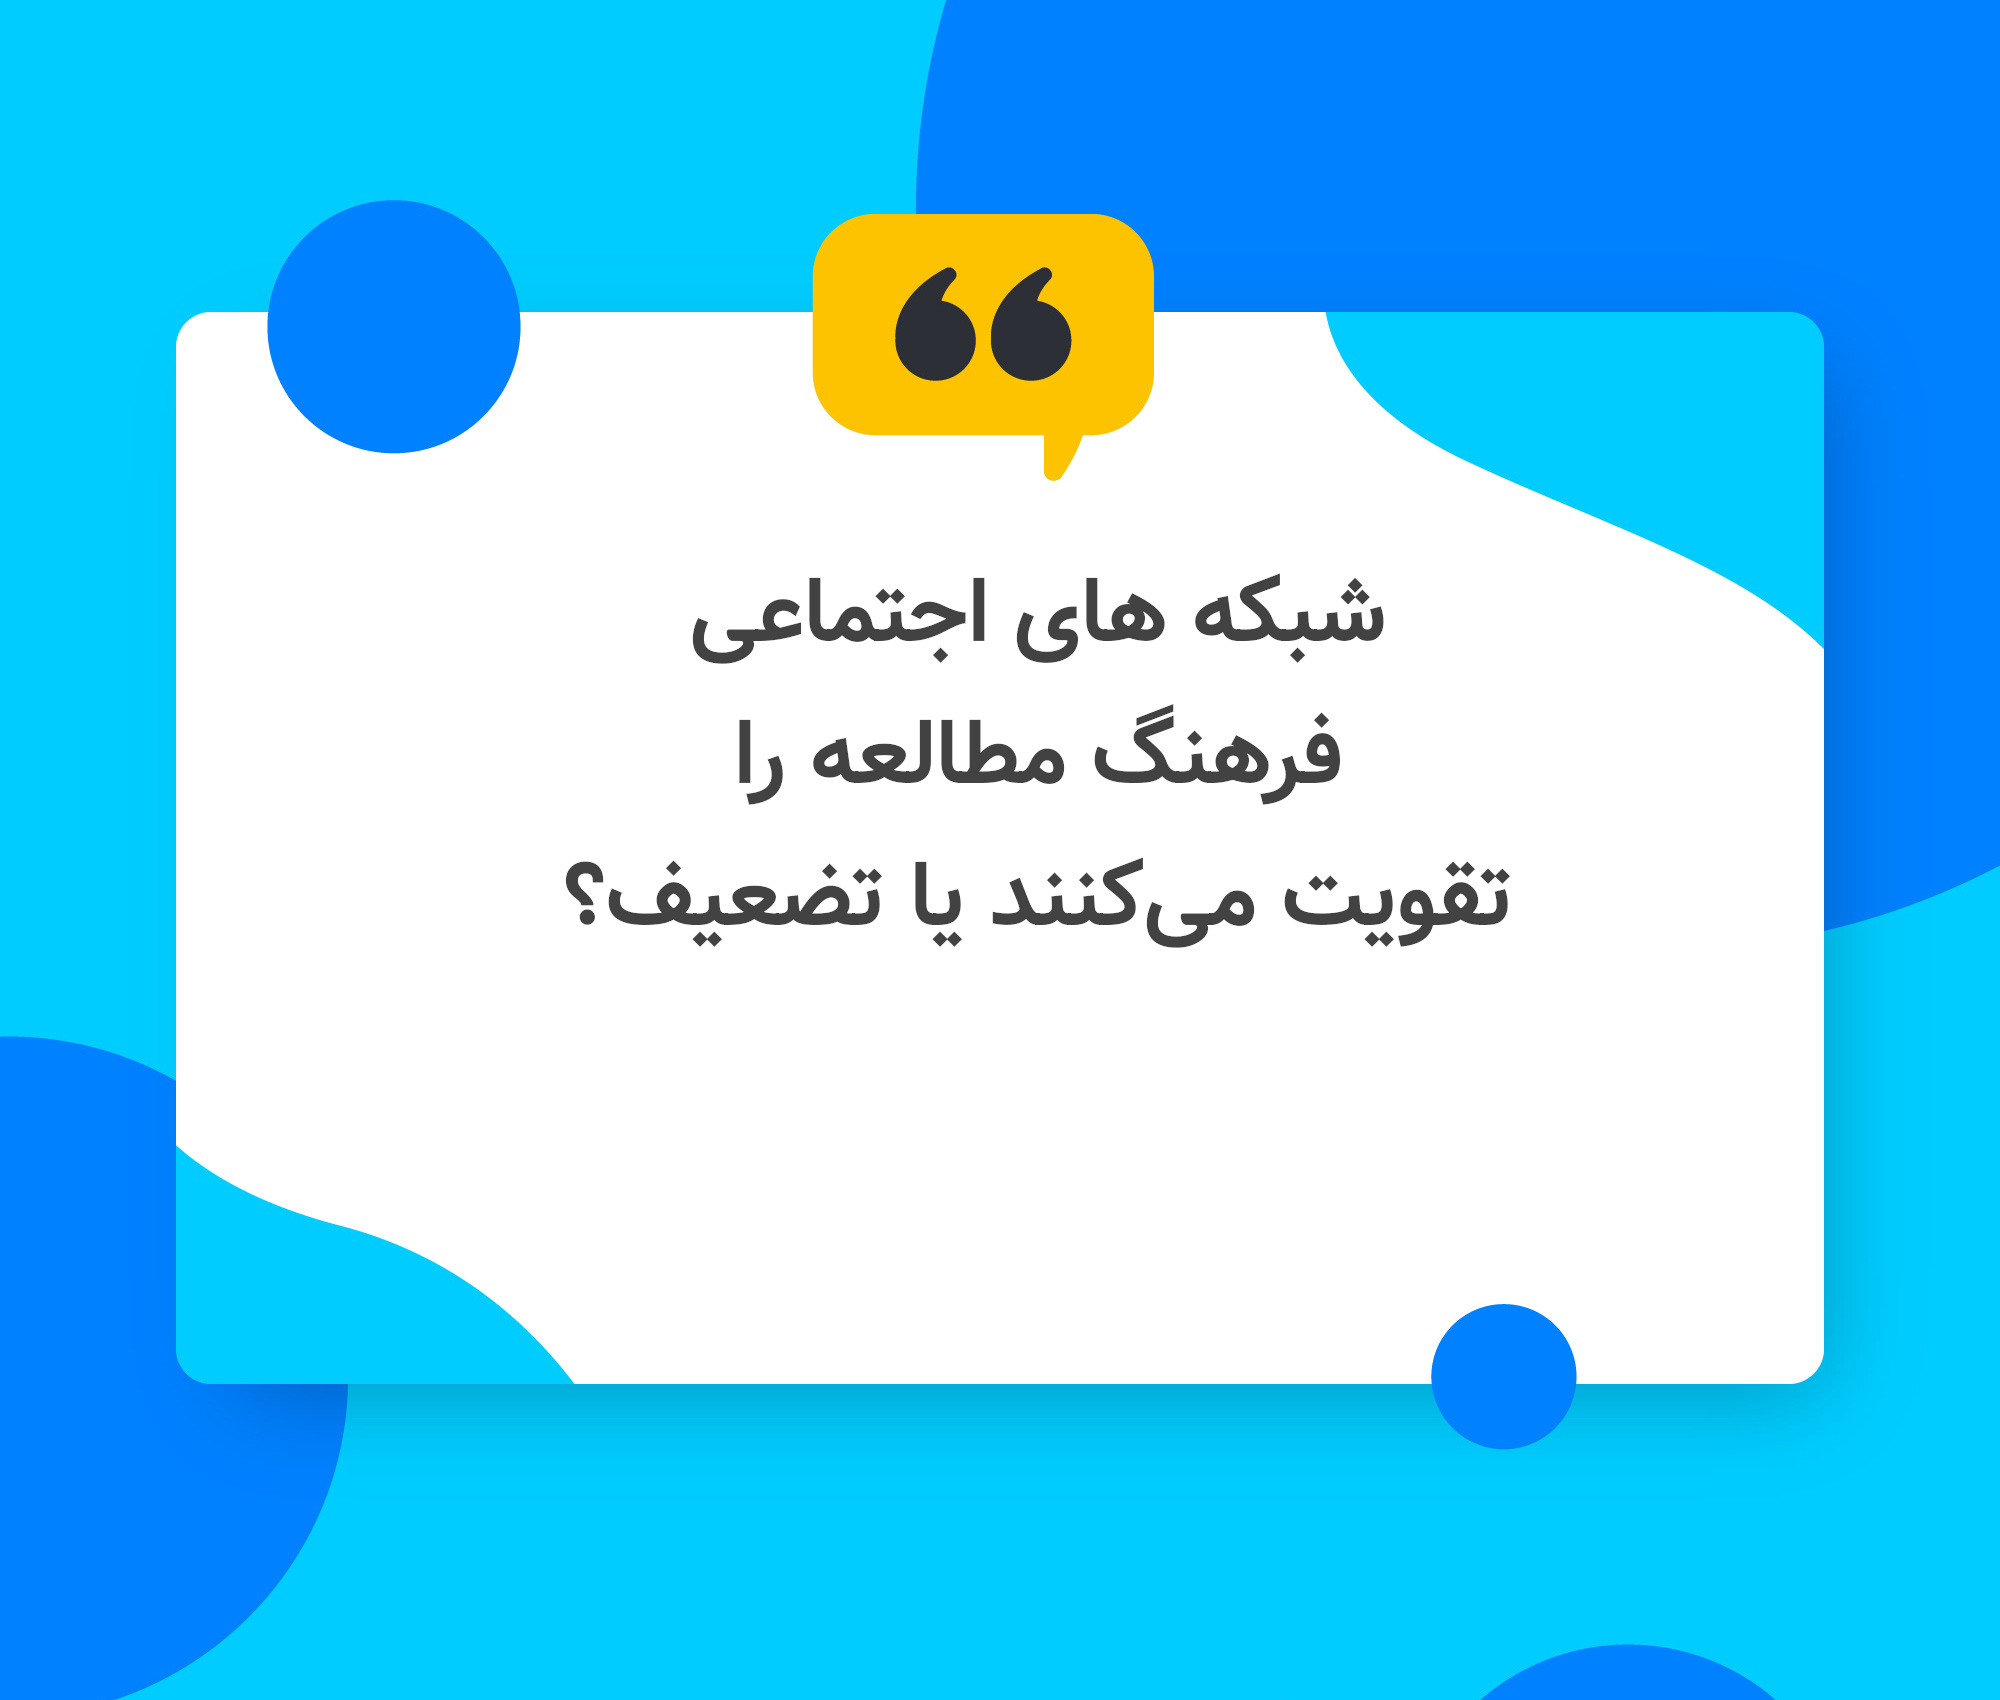 شبکه های اجتماعی
فرهنگ مطالعه را
تقویت می‌کنند یا تضعیف؟